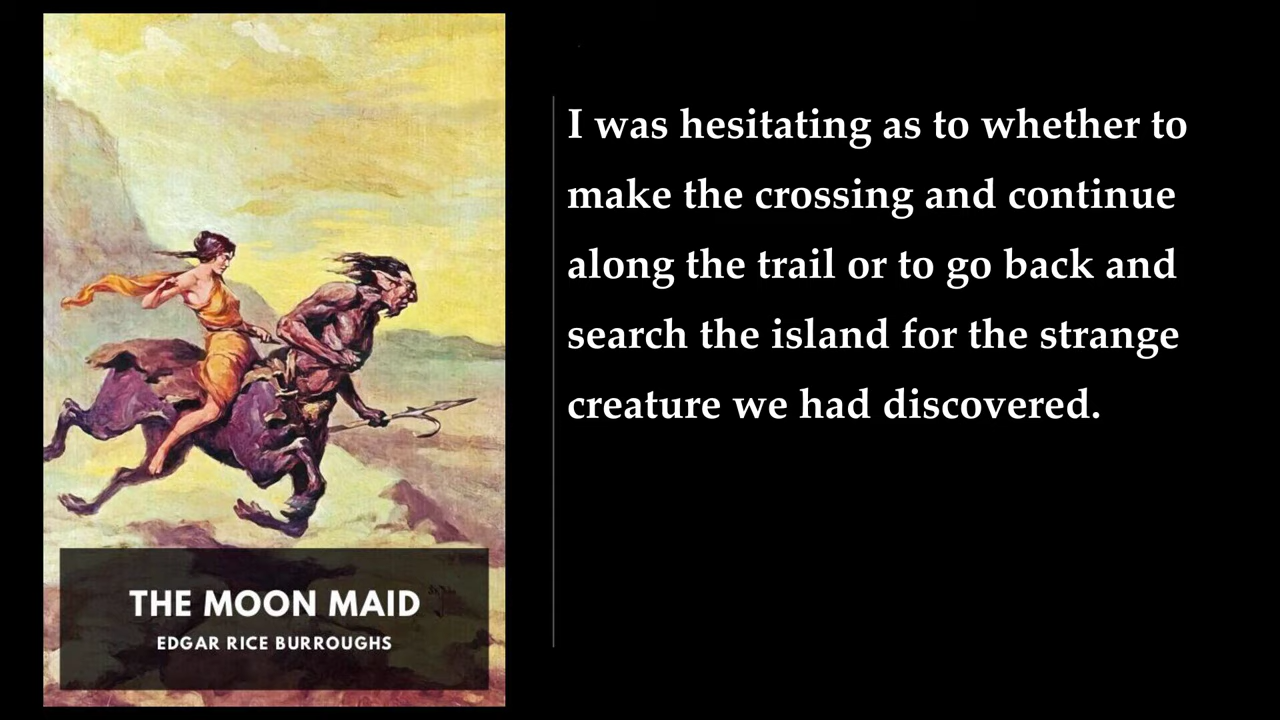 I was hesitating as to whether to
make the crossing and continue
along the trail or to go back and
search the island for the strange
creature we had discovered.
THE MOON MAID
EDGAR RICE BURROUGHS